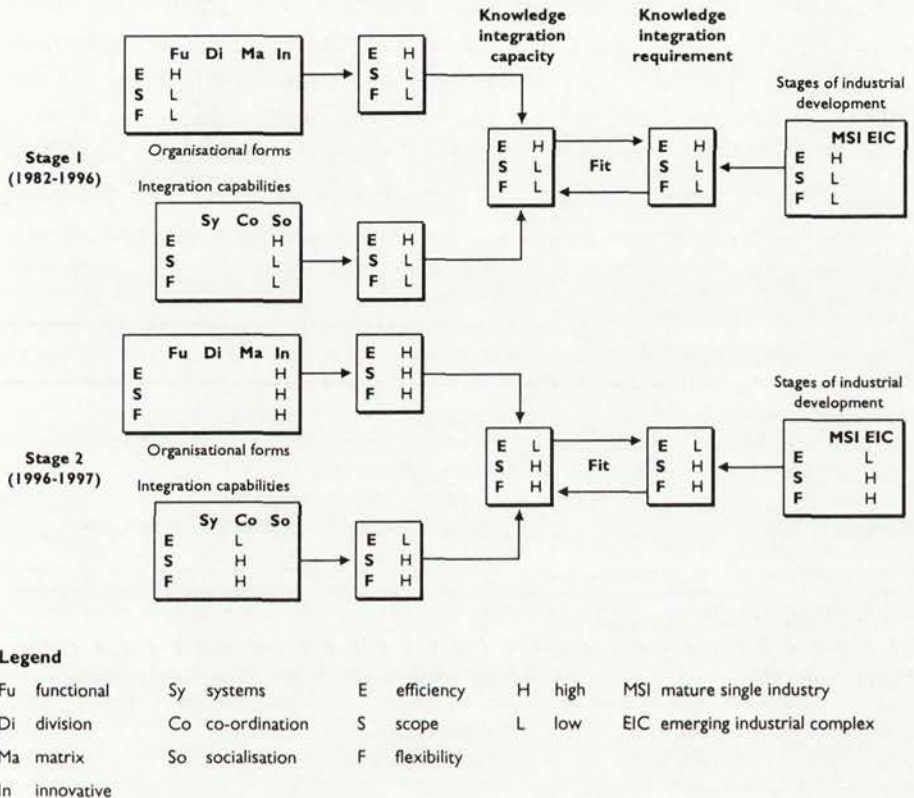 Knowledge integration capacity
Knowledge integration requirement
Fu Di Ma In
E H
S L
F L
Organisational forms
E H
S L
F L
Stages of industrial development
MSI EIC
E H
S L
F L
Stage 1
(1982-1996)
E H
S L
F L
Fit
E H
S L
F L
Integration capabilities
Sy Co So
E H
S L
F L
E H
S L
F L
Fu Di Ma In
E H
S H
F H
Organisational forms
E H
S H
F H
Stages of industrial development
MSI EIC
E L
S H
F H
Stage 2
(1996-1997)
E L
S H
F H
Fit
E L
S H
F H
Integration capabilities
Sy Co So
E L
S H
F H
E L
S H
F H
Legend
Fu functional Sy systems E efficiency H high MSI mature single industry
Di division Co co-ordination S scope L low EIC emerging industrial complex
Ma matrix So socialisation F flexibility
In innovative